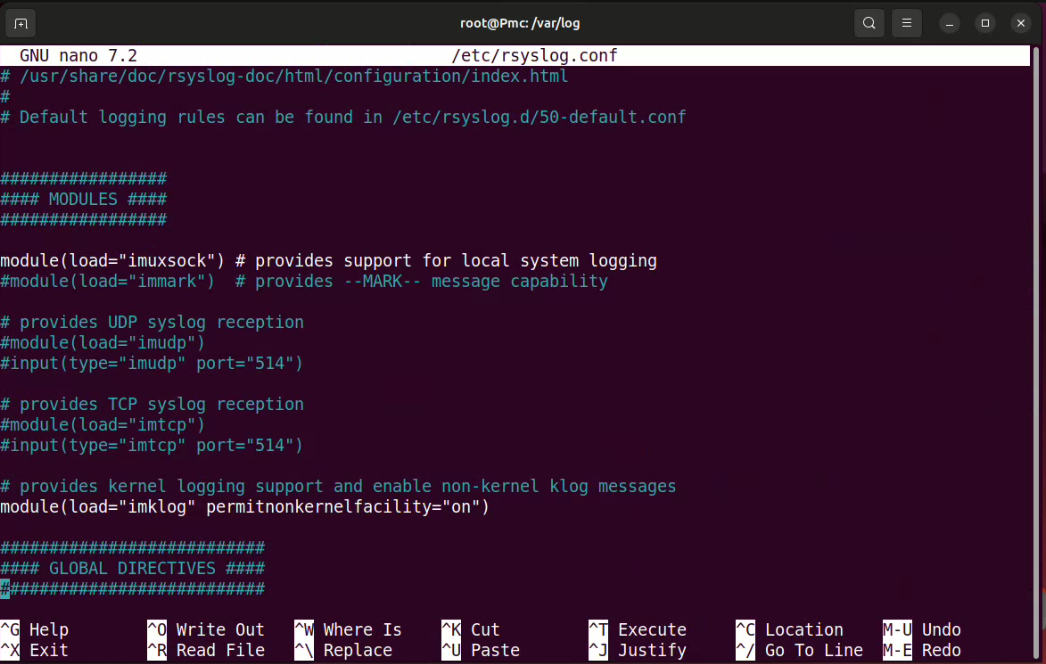 root@Pmc: /var/log
GNU nano 7.2 /etc/rsyslog.conf
# /usr/share/doc/rsyslog-doc/html/configuration/index.html
#
# Default logging rules can be found in /etc/rsyslog.d/50-default.conf
#################
#### MODULES ####
#################
module(load="imuxsock") # provides support for local system logging
#module(load="immark")  # provides --MARK-- message capability
# provides UDP syslog reception
#module(load="imudp")
#input(type="imudp" port="514")
# provides TCP syslog reception
#module(load="imtcp")
#input(type="imtcp" port="514")
# provides kernel logging support and enable non-kernel klog messages
module(load="imklog" permitnonkernelfacility="on")
###########################
#### GLOBAL DIRECTIVES ####
###########################
^G Help ^O Write Out ^W Where Is ^K Cut ^T Execute ^C Location M-U Undo
^X Exit ^R Read File ^\ Replace ^U Paste ^J Justify ^/ Go To Line M-E Redo